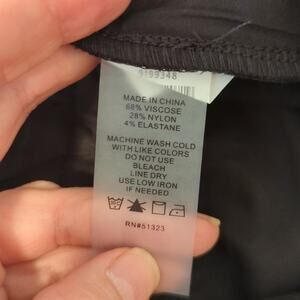 9199348
MADE IN CHINA
68% VISCOSE
28% NYLON
4% ELASTANE
MACHINE WASH COLD
WITH LIKE COLORS
DO NOT USE
BLEACH
LINE DRY
USE LOW IRON
IF NEEDED
RN#51323